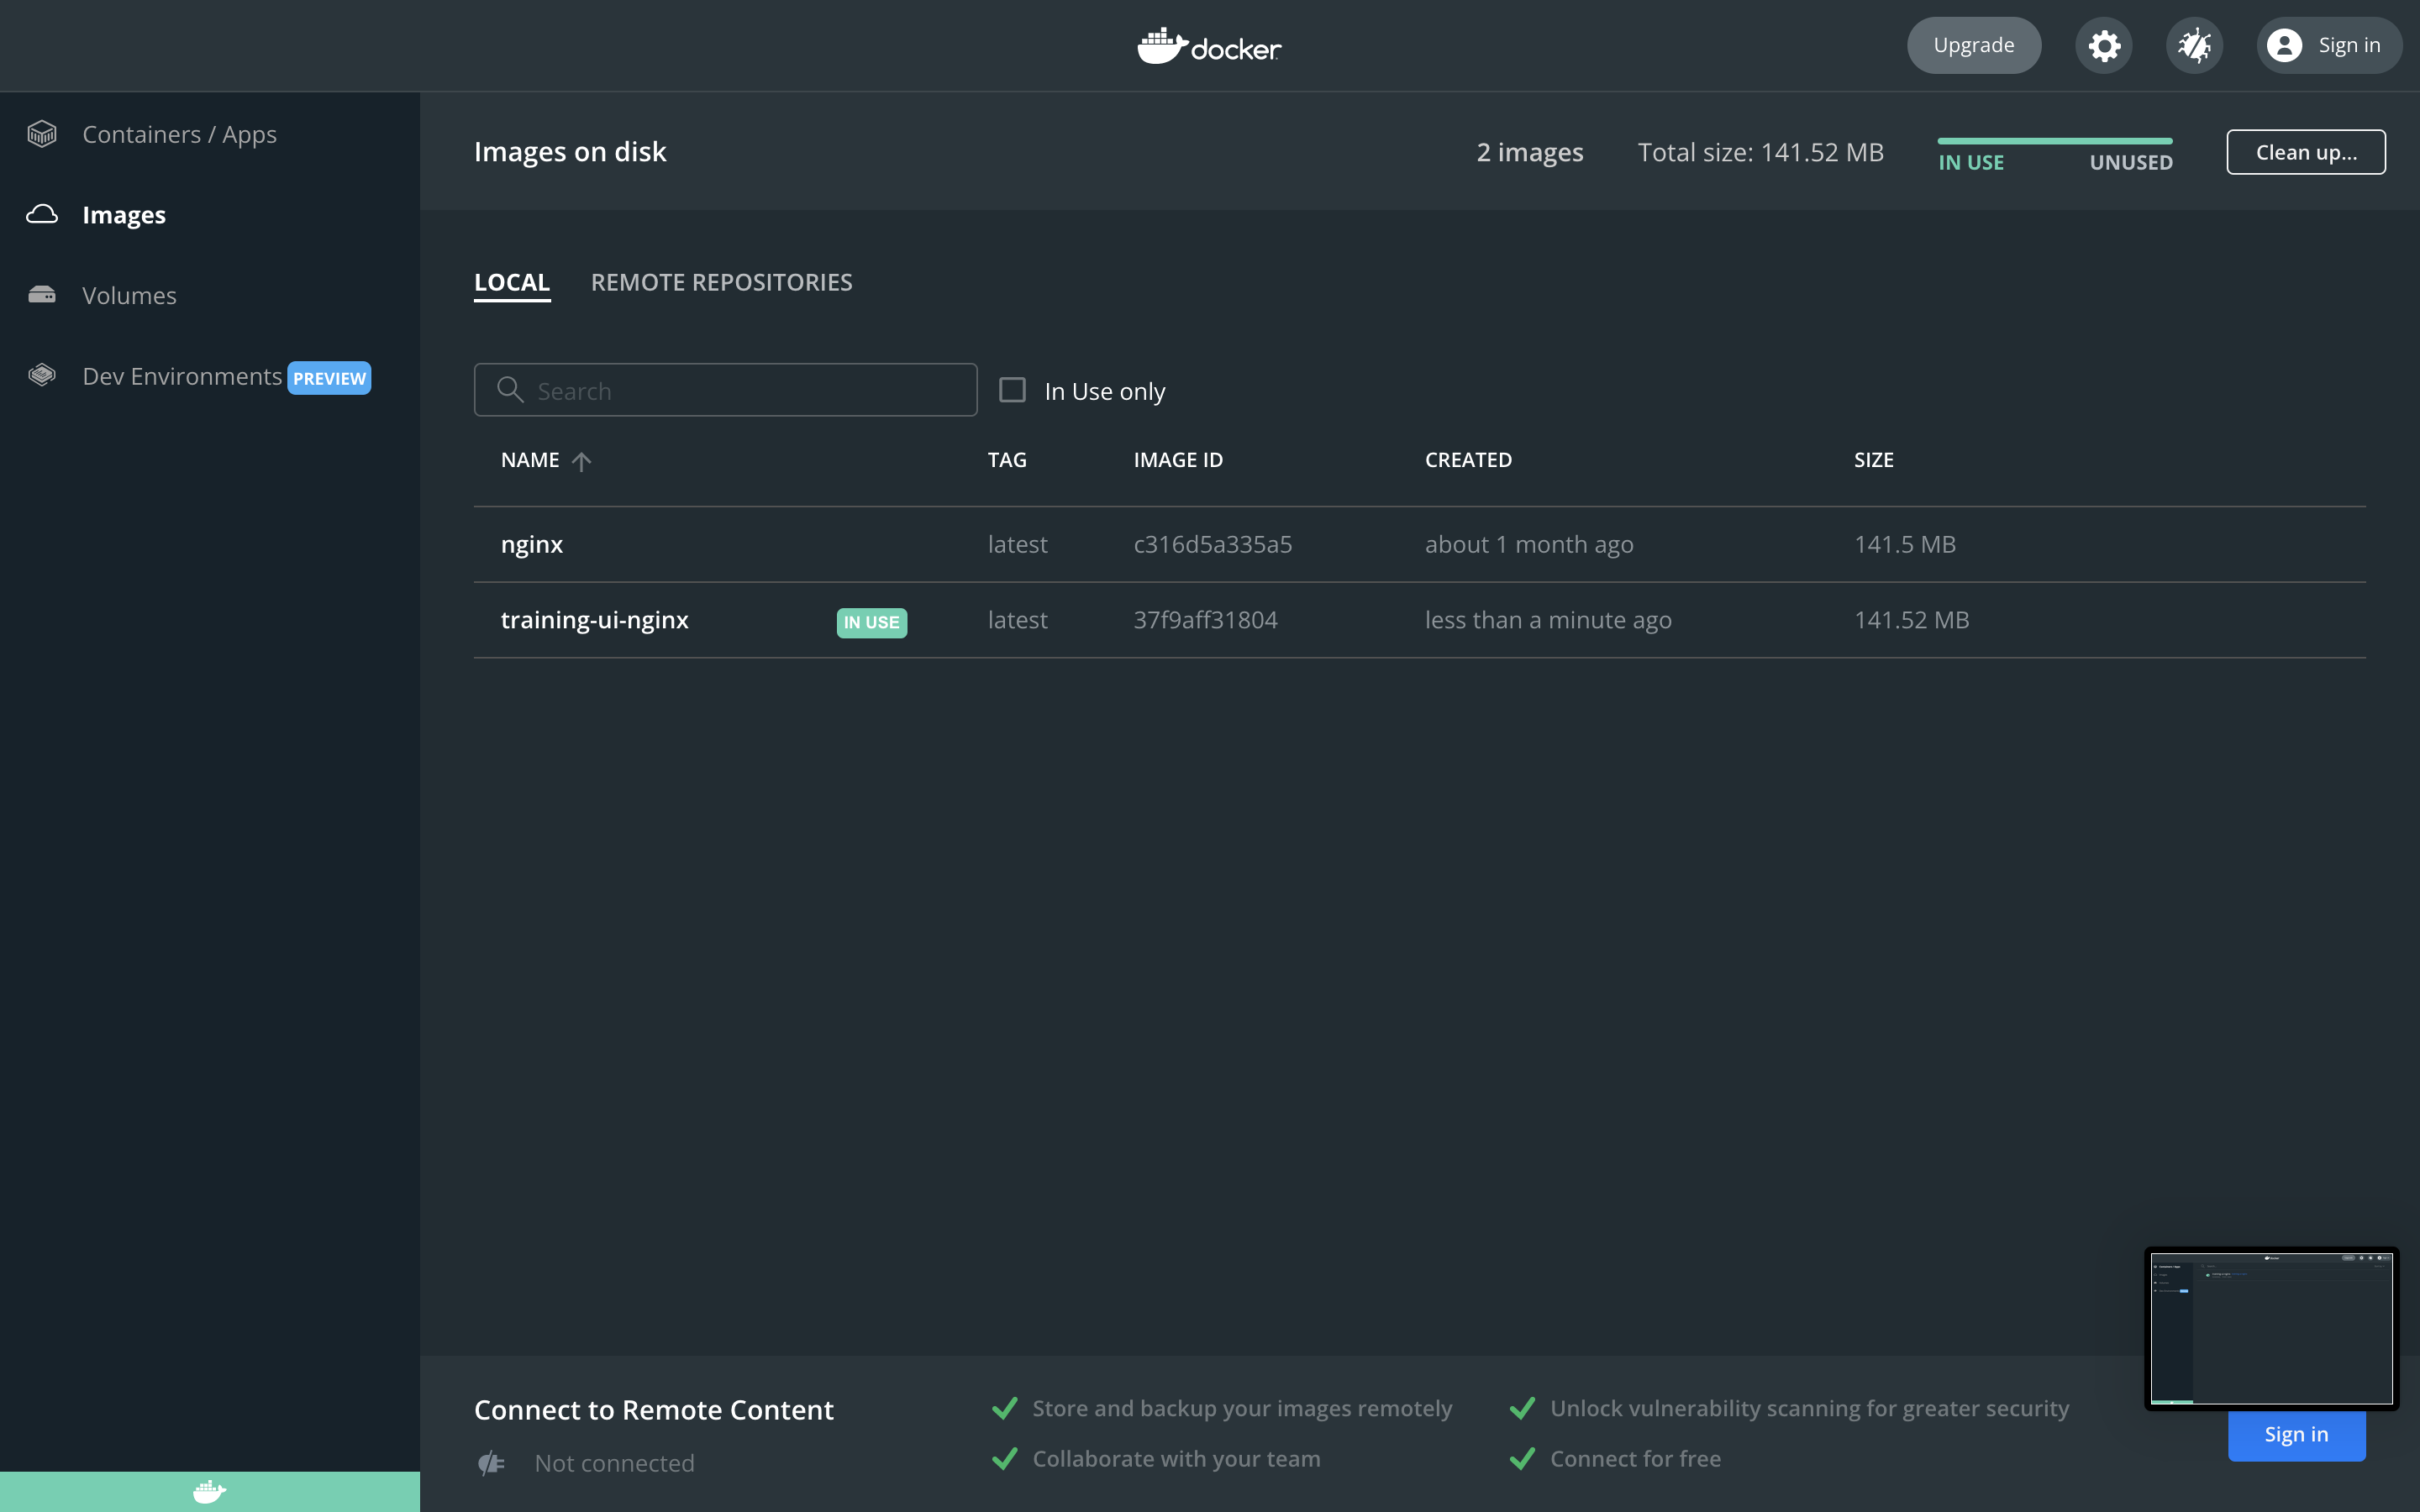 docker
Upgrade
Sign in
Containers / Apps
Images
Volumes
Dev Environments PREVIEW
Images on disk
2 images
Total size: 141.52 MB
IN USE UNUSED
Clean up...
LOCAL REMOTE REPOSITORIES
Search
In Use only
NAME TAG IMAGE ID CREATED SIZE
nginx latest c316d5a335a5 about 1 month ago 141.5 MB
training-ui-nginx IN USE latest 37f9aff31804 less than a minute ago 141.52 MB
Connect to Remote Content
Not connected
Store and backup your images remotely
Collaborate with your team
Unlock vulnerability scanning for greater security
Connect for free
Sign in